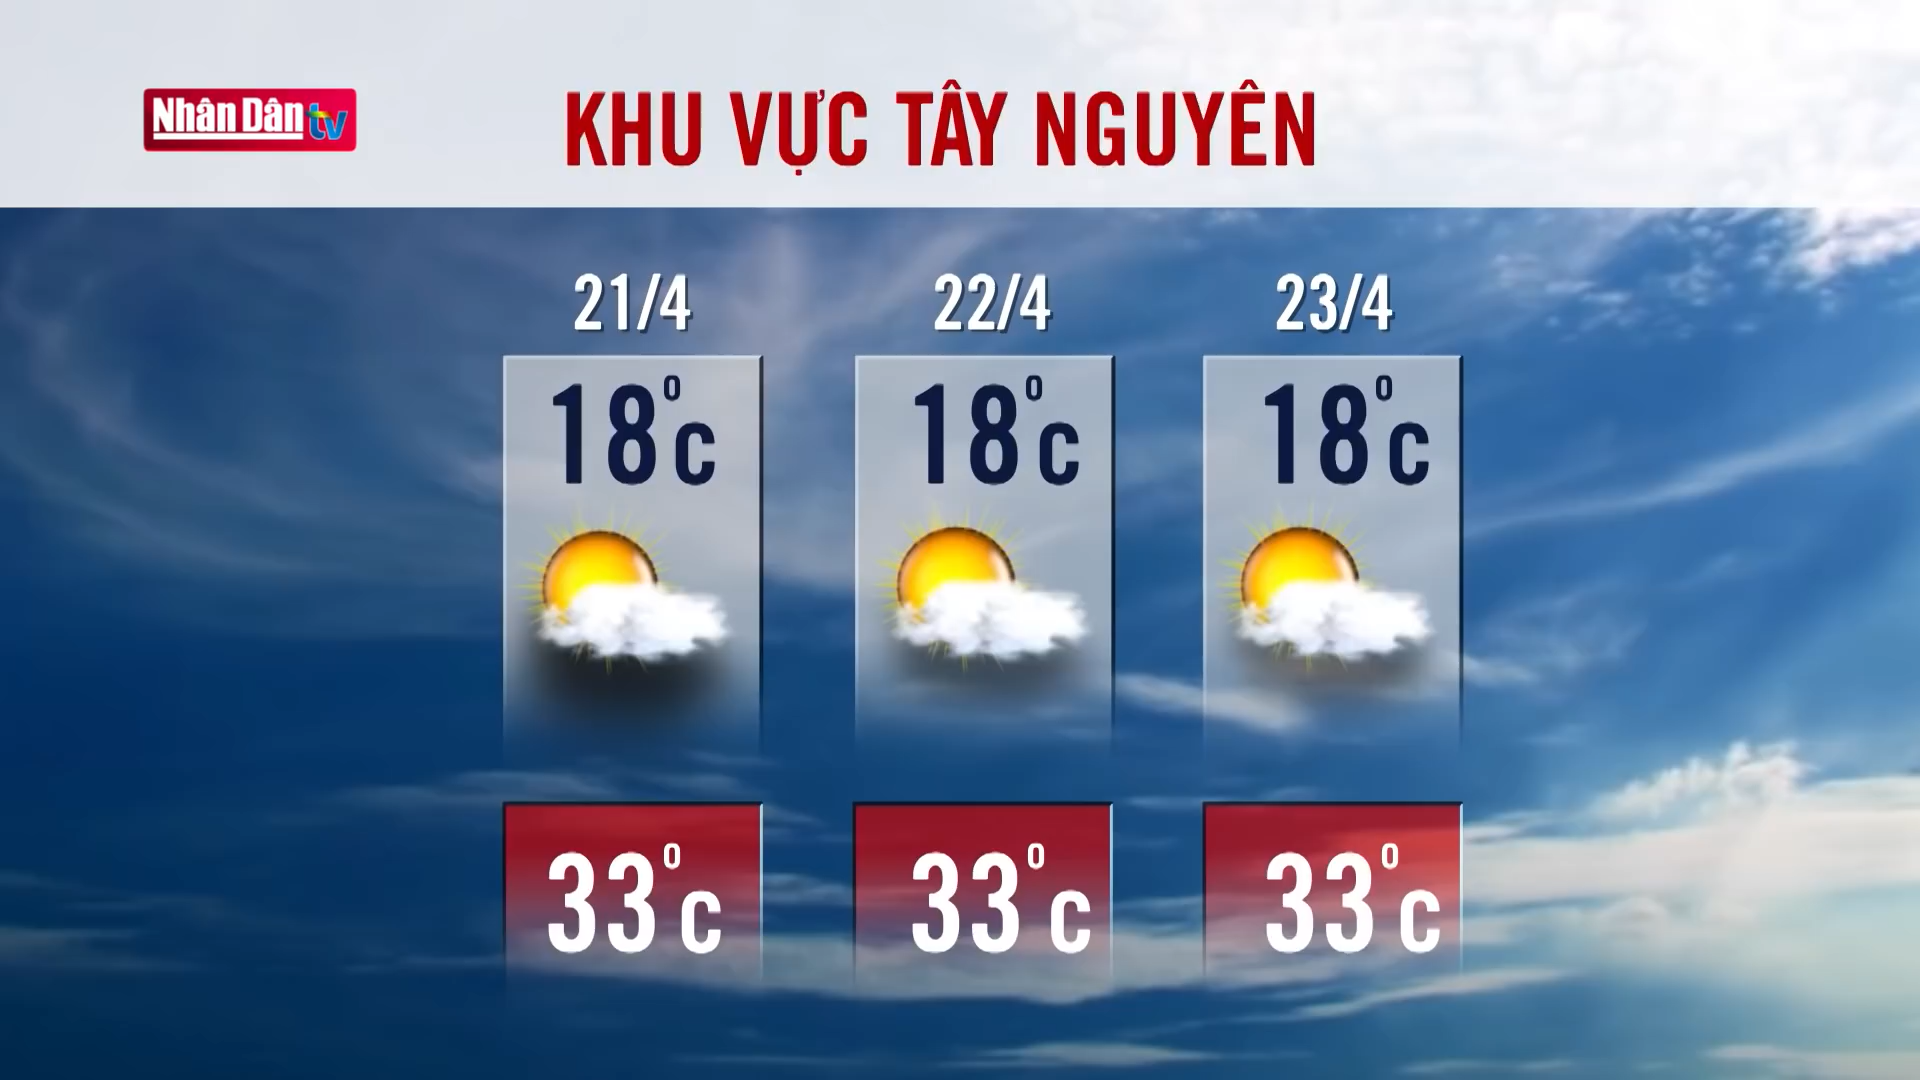 Nhân Dân tv
KHU VỰC TÂY NGUYÊN
21/4 22/4 23/4
18°C 18°C 18°C
33°C 33°C 33°C